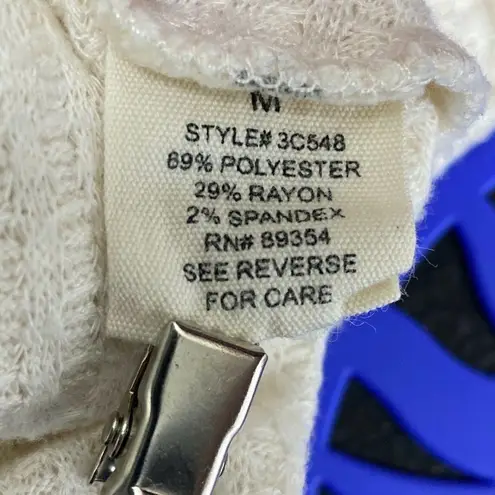 M
STYLE# 3C548
69% POLYESTER
29% RAYON
2% SPANDEX
RN# 89354
SEE REVERSE
FOR CARE